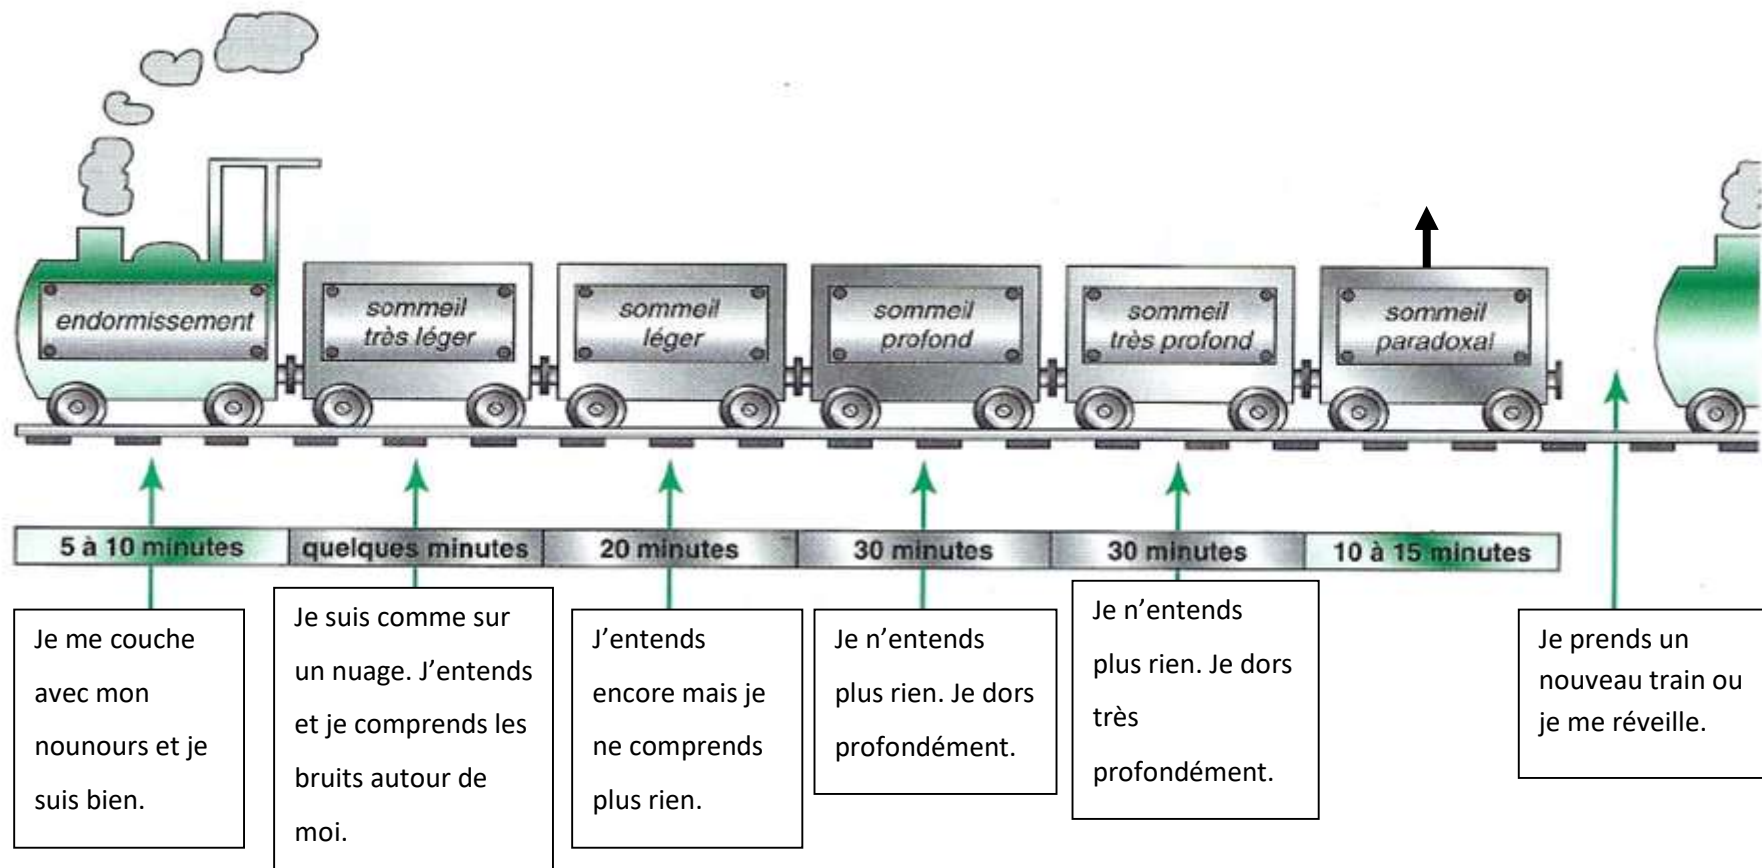 endormissement
sommeil
très léger
sommeil
léger
sommeil
profond
sommeil
très profond
sommeil
paradoxal
5 à 10 minutes
quelques minutes
20 minutes
30 minutes
30 minutes
10 à 15 minutes
Je me couche
avec mon
nounours et je
suis bien.
Je suis comme sur
un nuage. J’entends
et je comprends les
bruits autour de
moi.
J’entends
encore mais je
ne comprends
plus rien.
Je n’entends
plus rien. Je dors
profondément.
Je n’entends
plus rien. Je dors
très
profondément.
Je prends un
nouveau train ou
je me réveille.